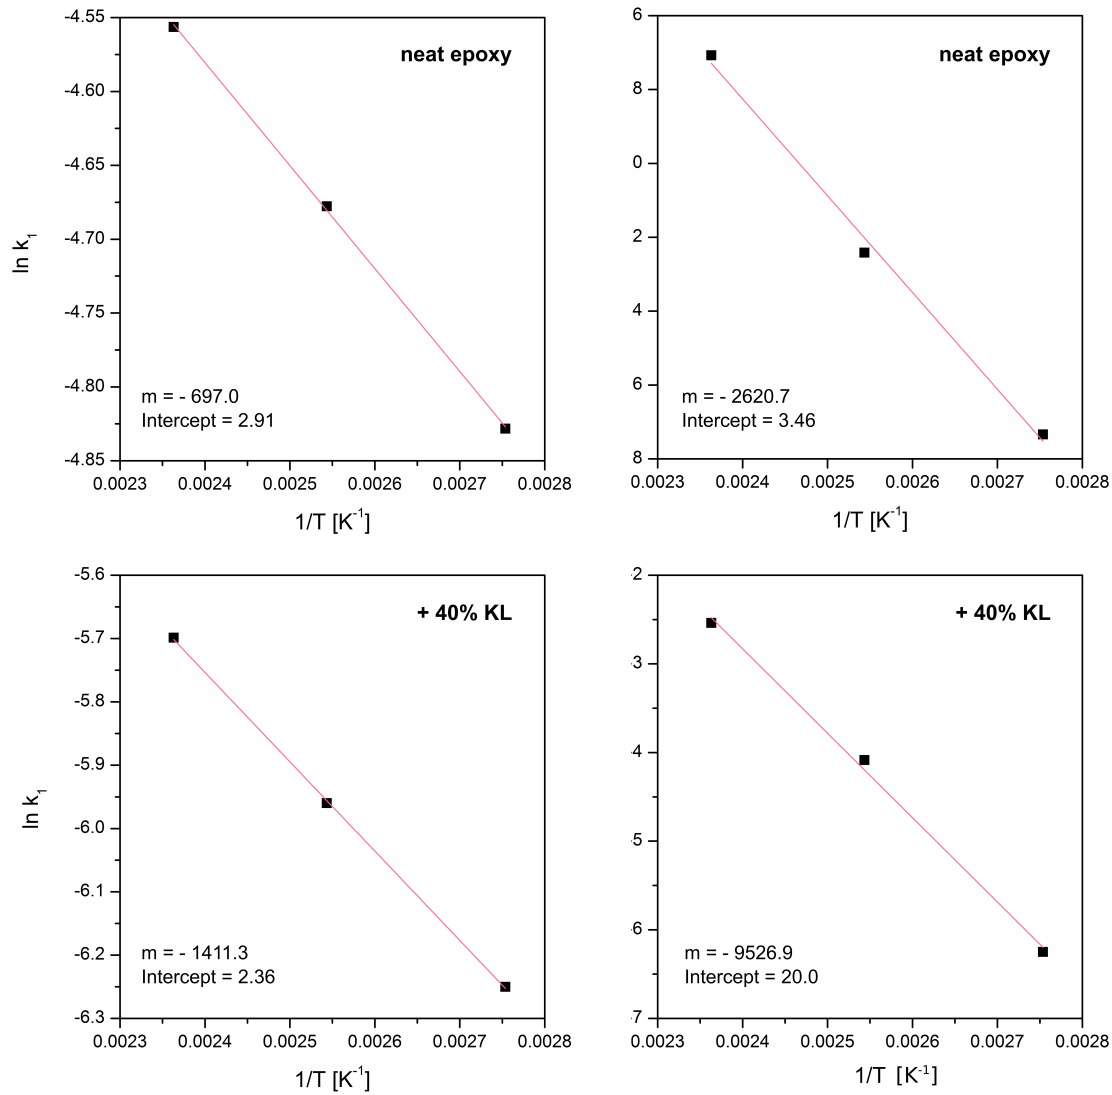 neat epoxy
-4.55
-4.60
-4.65
-4.70
-4.75
-4.80
-4.85
ln k1
m = - 697.0
Intercept = 2.91
0.0023 0.0024 0.0025 0.0026 0.0027 0.0028
1/T [K-1]
neat epoxy
6
8
0
2
4
6
8
m = - 2620.7
Intercept = 3.46
0.0023 0.0024 0.0025 0.0026 0.0027 0.0028
1/T [K-1]
+ 40% KL
-5.6
-5.7
-5.8
-5.9
-6.0
-6.1
-6.2
-6.3
ln k1
m = - 1411.3
Intercept = 2.36
0.0023 0.0024 0.0025 0.0026 0.0027 0.0028
1/T [K-1]
+ 40% KL
-2
-3
-4
-5
-6
-7
m = - 9526.9
Intercept = 20.0
0.0023 0.0024 0.0025 0.0026 0.0027 0.0028
1/T [K-1]